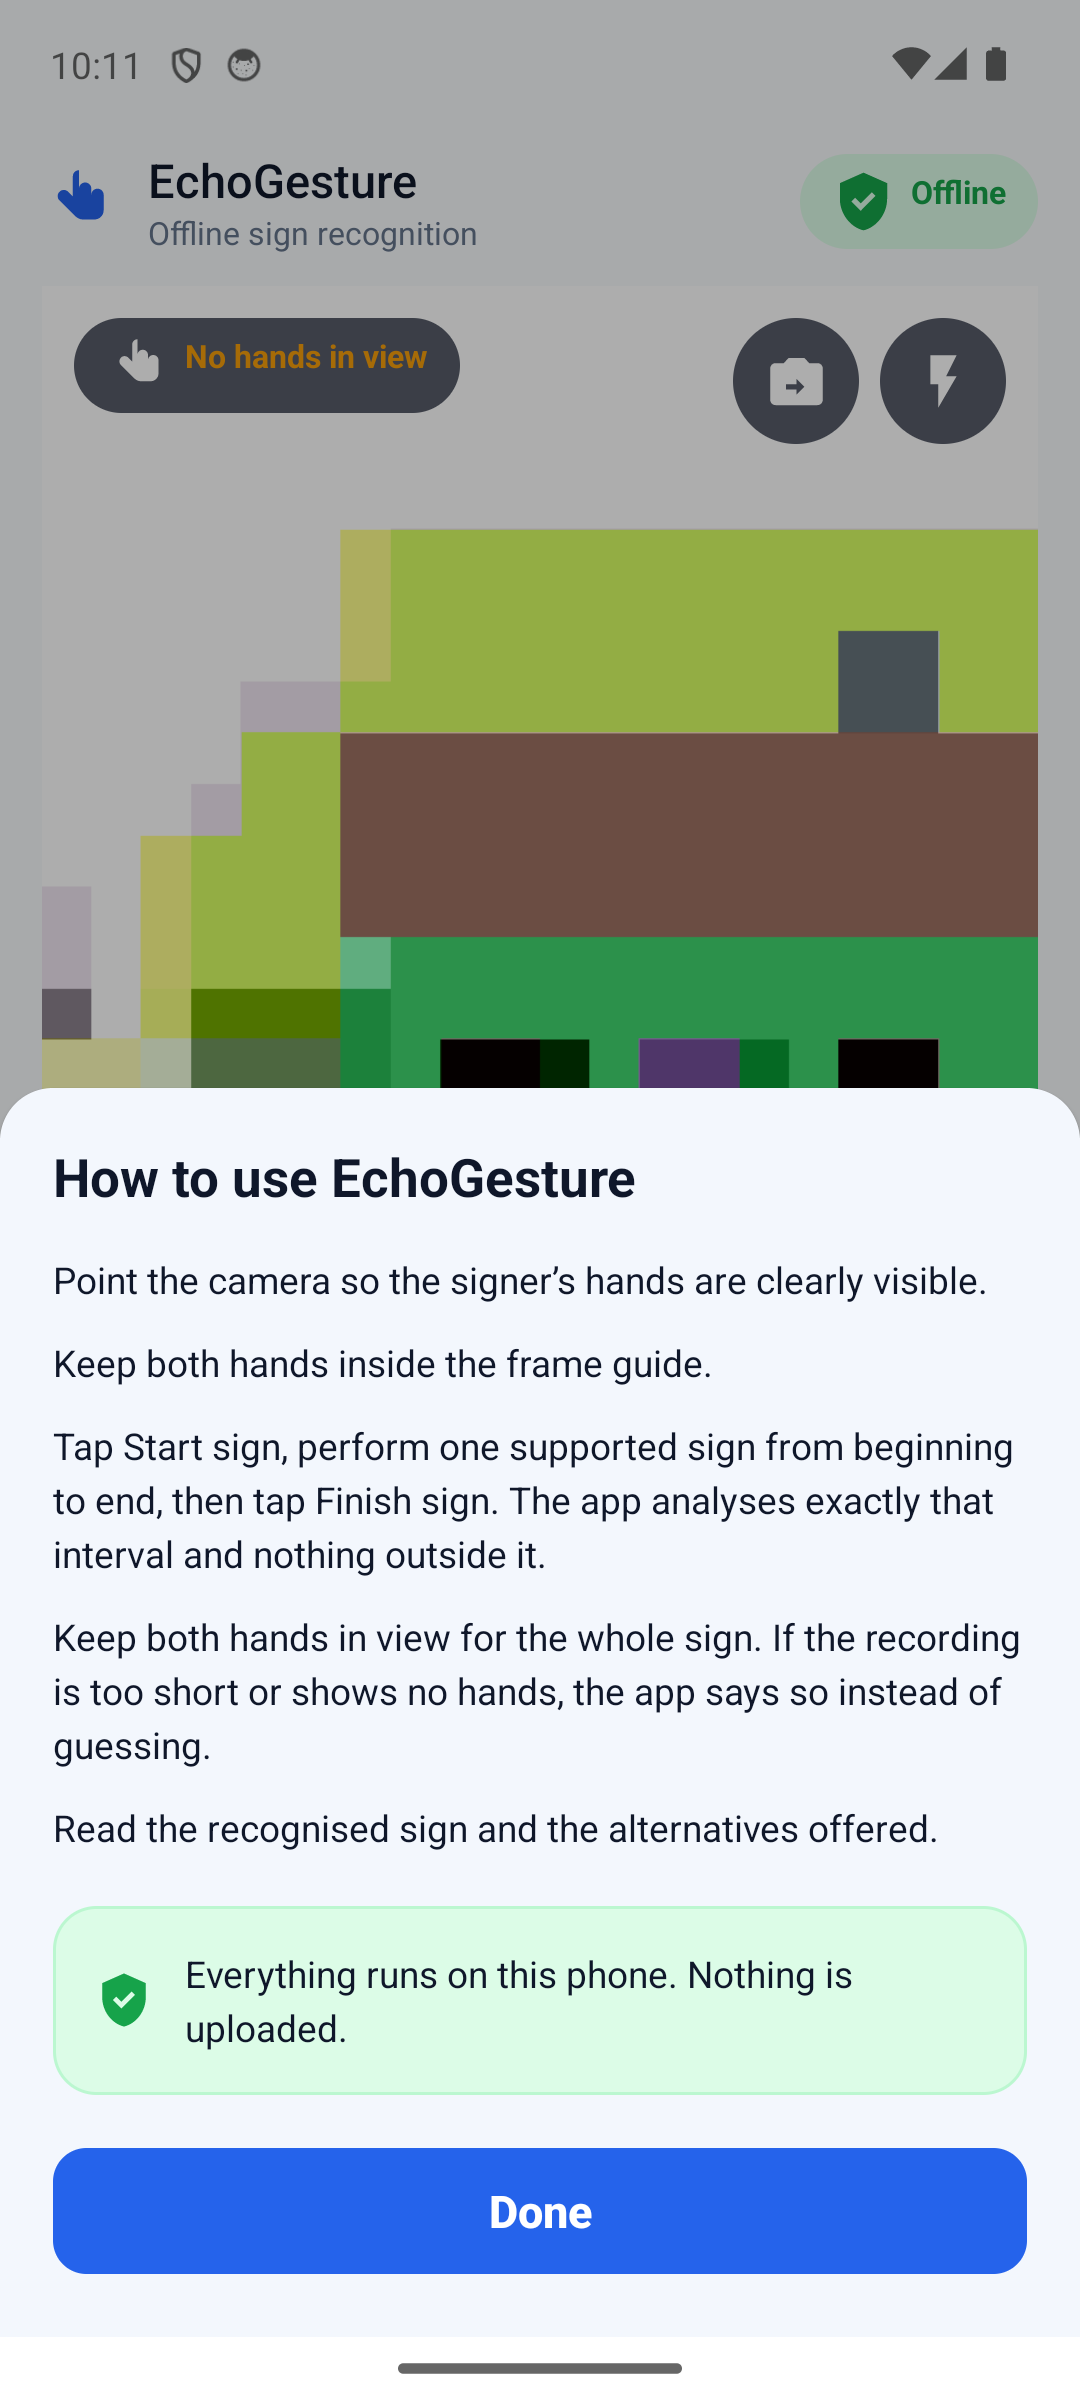 10:11
EchoGesture
Offline sign recognition
Offline
No hands in view
How to use EchoGesture
Point the camera so the signer’s hands are clearly visible.
Keep both hands inside the frame guide.
Tap Start sign, perform one supported sign from beginning
to end, then tap Finish sign. The app analyses exactly that
interval and nothing outside it.
Keep both hands in view for the whole sign. If the recording
is too short or shows no hands, the app says so instead of
guessing.
Read the recognised sign and the alternatives offered.
Everything runs on this phone. Nothing is
uploaded.
Done